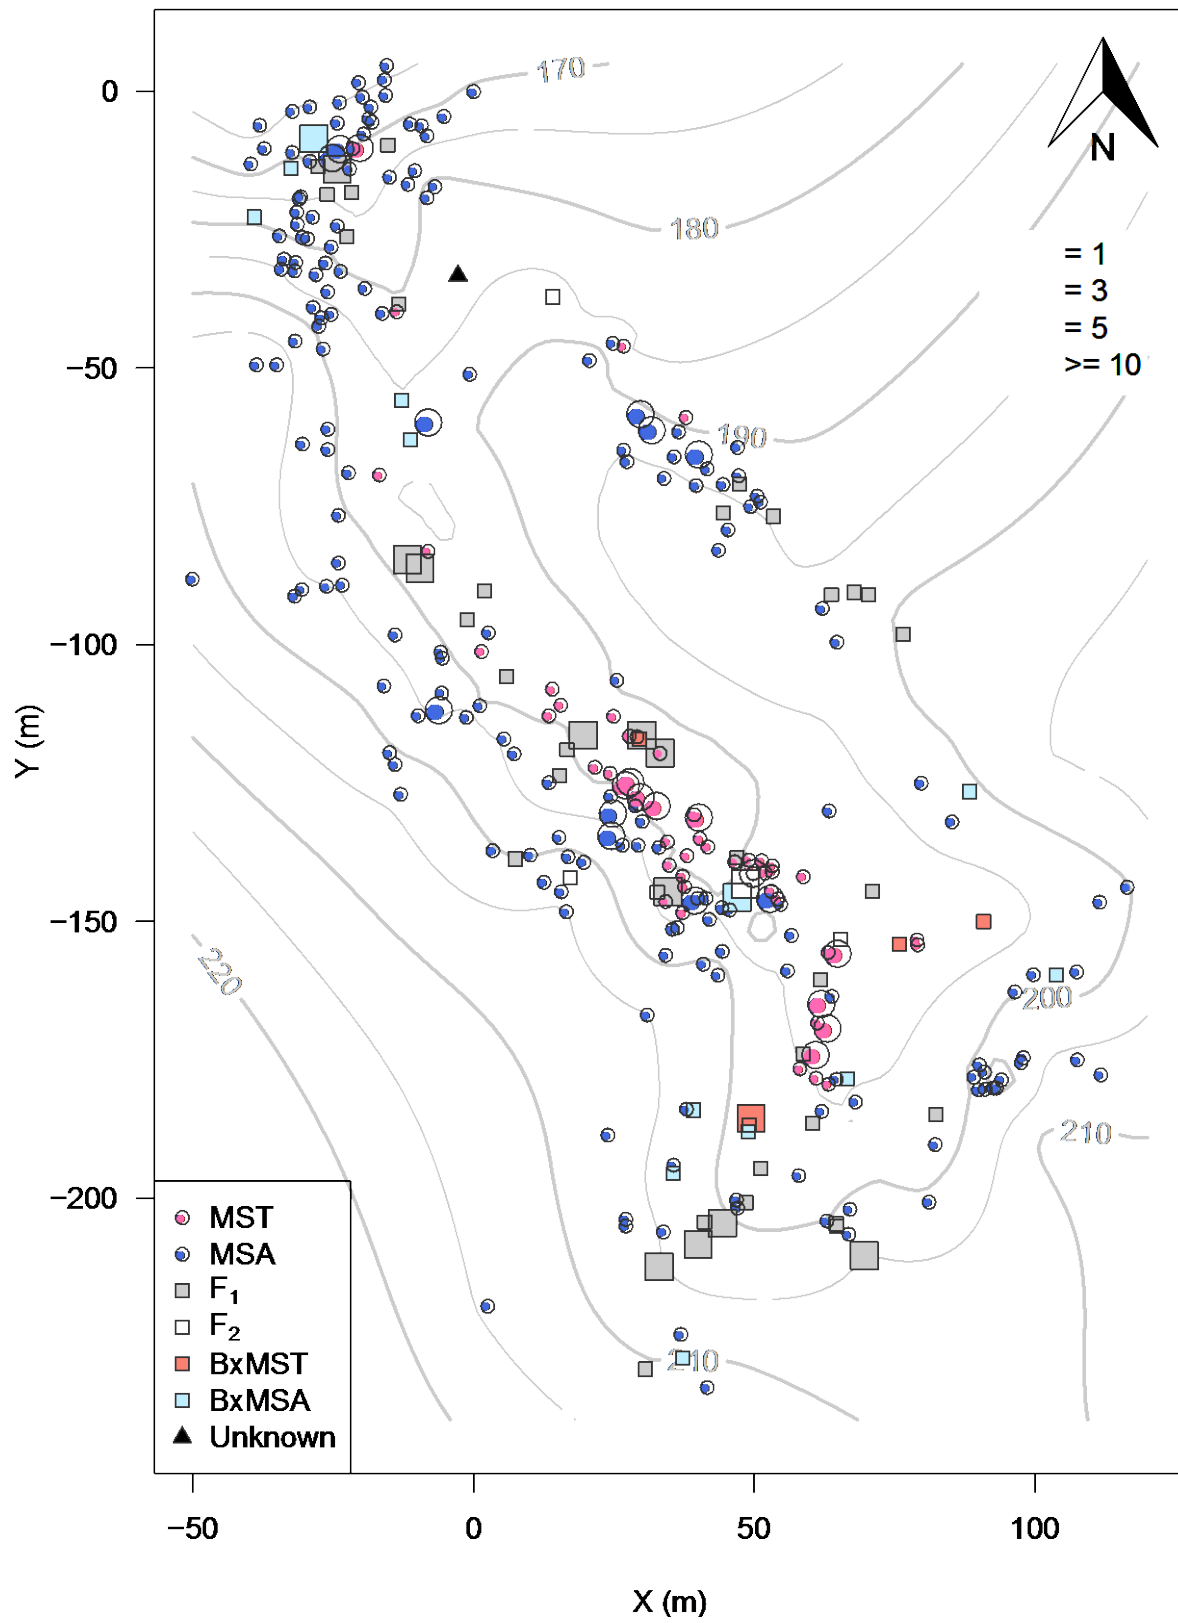 0
170
N
180
= 1
= 3
= 5
>= 10
−50
190
−100
Y (m)
−150
220
200
210
−200
MST
MSA
F₁
F₂
BxMST
210
BxMSA
Unknown
−50
0
50
100
X (m)